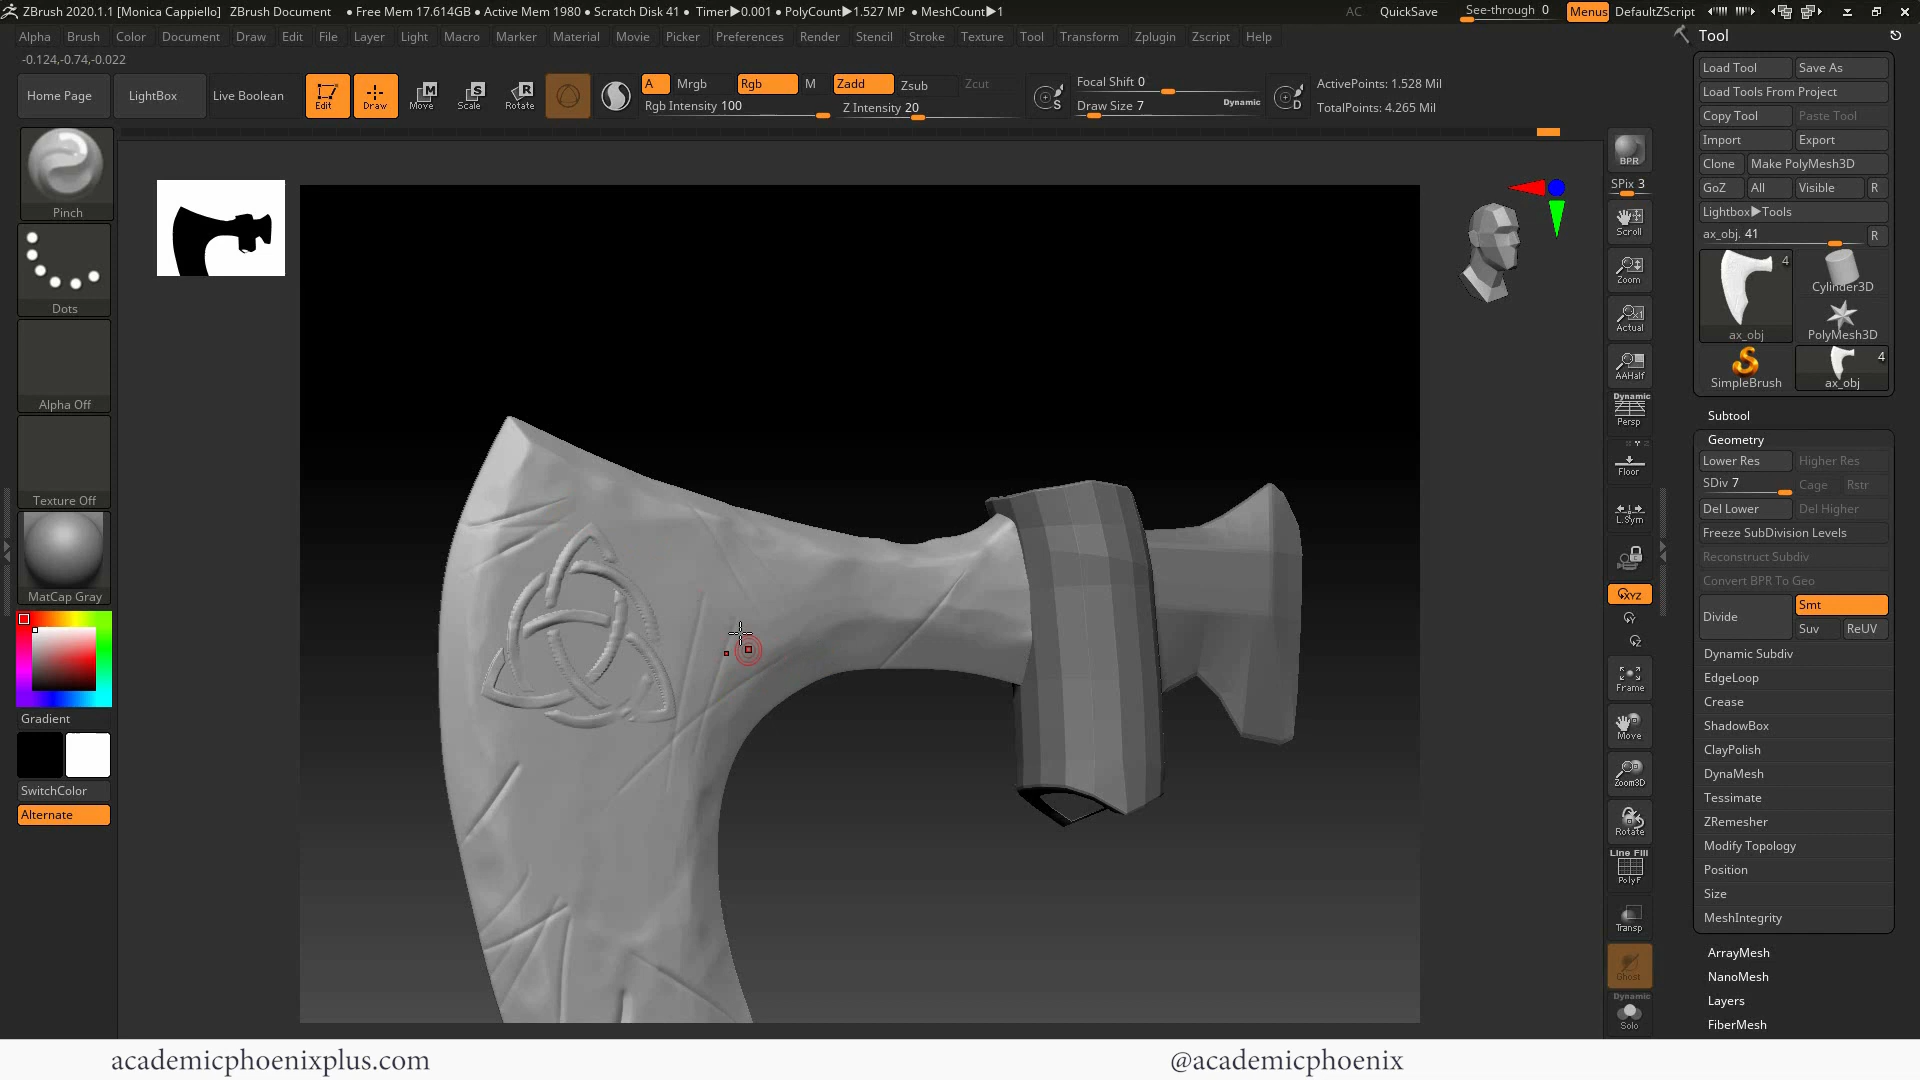 ZBrush 2020.1.1 [Monica Cappiello] ZBrush Document • Free Mem 17.614GB • Active Mem 1980 • Scratch Disk 41 • Timer▶0.001 • PolyCount▶1.527 MP • MeshCount▶1 AC QuickSave See-through 0 Menus DefaultZScript
Alpha Brush Color Document Draw Edit File Layer Light Macro Marker Material Movie Picker Preferences Render Stencil Stroke Texture Tool Transform Zplugin Zscript Help
-0.124,-0.74,-0.022
Home Page LightBox Live Boolean Edit Draw Move Scale Rotate
A Mrgb Rgb M Zadd Zsub Zcut
Rgb Intensity 100 Z Intensity 20
S Focal Shift 0
Draw Size 7 Dynamic
D ActivePoints: 1.528 Mil
TotalPoints: 4.265 Mil
Pinch
Dots
Alpha Off
Texture Off
MatCap Gray
Gradient
SwitchColor
Alternate
BPR
SPix 3
Scroll
Zoom
Actual
AAHalf
Dynamic
Persp
Floor
L.Sym
XYZ
Y
Z
Frame
Move
Zoom3D
Rotate
Line Fill
PolyF
Transp
Ghost
Dynamic
Solo
Tool
Load Tool Save As
Load Tools From Project
Copy Tool Paste Tool
Import Export
Clone Make PolyMesh3D
GoZ All Visible R
Lightbox▶Tools
ax_obj. 41 R
4
ax_obj
Cylinder3D
PolyMesh3D
SimpleBrush
4
ax_obj
Subtool
Geometry
Lower Res Higher Res
SDiv 7 Cage Rstr
Del Lower Del Higher
Freeze SubDivision Levels
Reconstruct Subdiv
Convert BPR To Geo
Divide Smt
Suv ReUV
Dynamic Subdiv
EdgeLoop
Crease
ShadowBox
ClayPolish
DynaMesh
Tessimate
ZRemesher
Modify Topology
Position
Size
MeshIntegrity
ArrayMesh
NanoMesh
Layers
FiberMesh
academicphoenixplus.com @academicphoenix